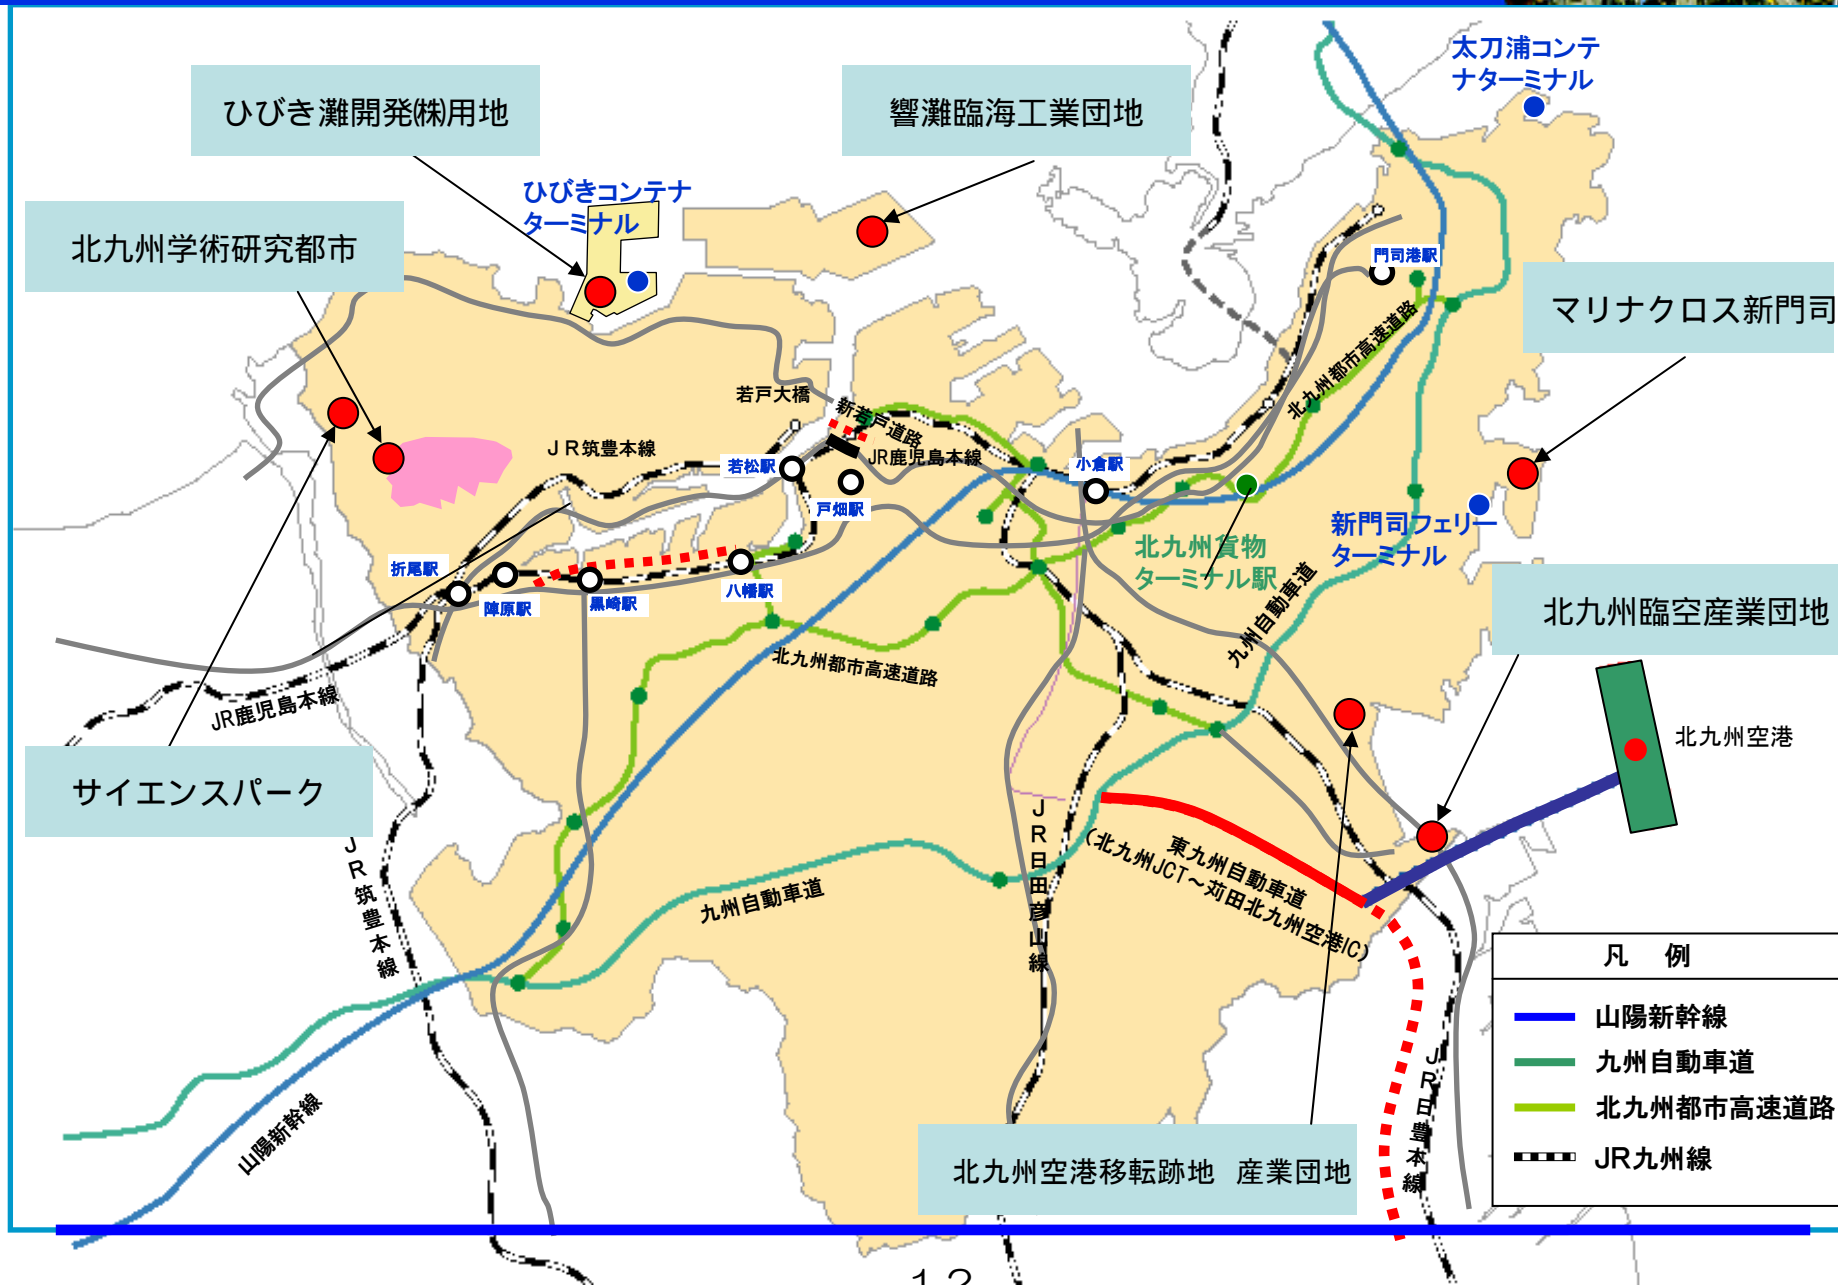 太刀浦コンテ
ナターミナル
ひびき灘開発㈱用地
響灘臨海工業団地
ひびきコンテナ
ターミナル
北九州学術研究都市
門司港駅
マリナクロス新門司
北九州都市高速道路
若戸大橋
新若戸道路
JR筑豊本線
JR鹿児島本線
若松駅
小倉駅
戸畑駅
新門司フェリー
ターミナル
北九州貨物
ターミナル駅
折尾駅
陣原駅
黒崎駅
八幡駅
九州自動車道
北九州臨空産業団地
北九州都市高速道路
JR鹿児島本線
北九州空港
サイエンスパーク
JR筑豊本線
JR日田彦山線
東九州自動車道
(北九州JCT~苅田北九州空港IC)
九州自動車道
凡 例
山陽新幹線
九州自動車道
北九州都市高速道路
JR九州線
JR日豊本線
山陽新幹線
北九州空港移転跡地 産業団地
12